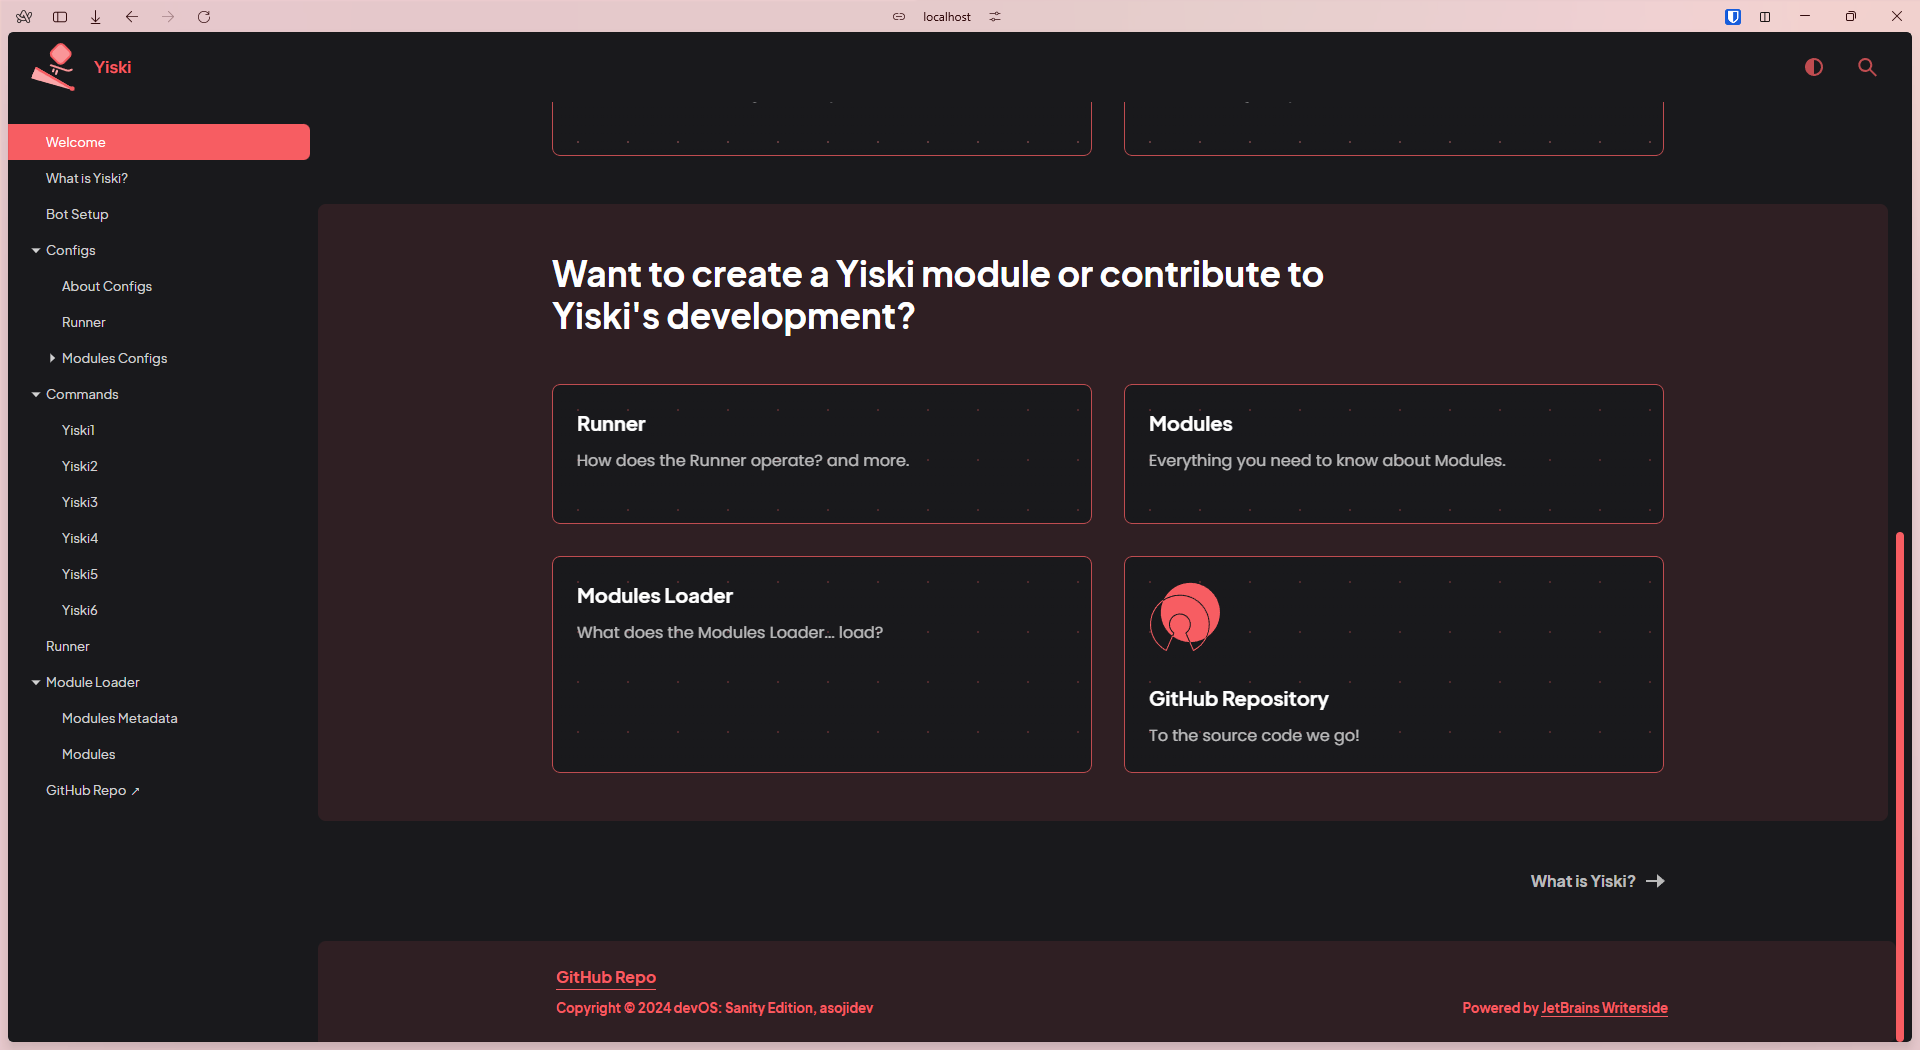 localhost
Yiski
Welcome
What is Yiski?
Bot Setup
Configs
About Configs
Runner
Modules Configs
Commands
Yiski1
Yiski2
Yiski3
Yiski4
Yiski5
Yiski6
Runner
Module Loader
Modules Metadata
Modules
GitHub Repo ↗
Want to create a Yiski module or contribute to
Yiski's development?
Runner
How does the Runner operate? and more.
Modules
Everything you need to know about Modules.
Modules Loader
What does the Modules Loader... load?
GitHub Repository
To the source code we go!
What is Yiski? →
GitHub Repo
Copyright © 2024 devOS: Sanity Edition, asojidev
Powered by JetBrains Writerside